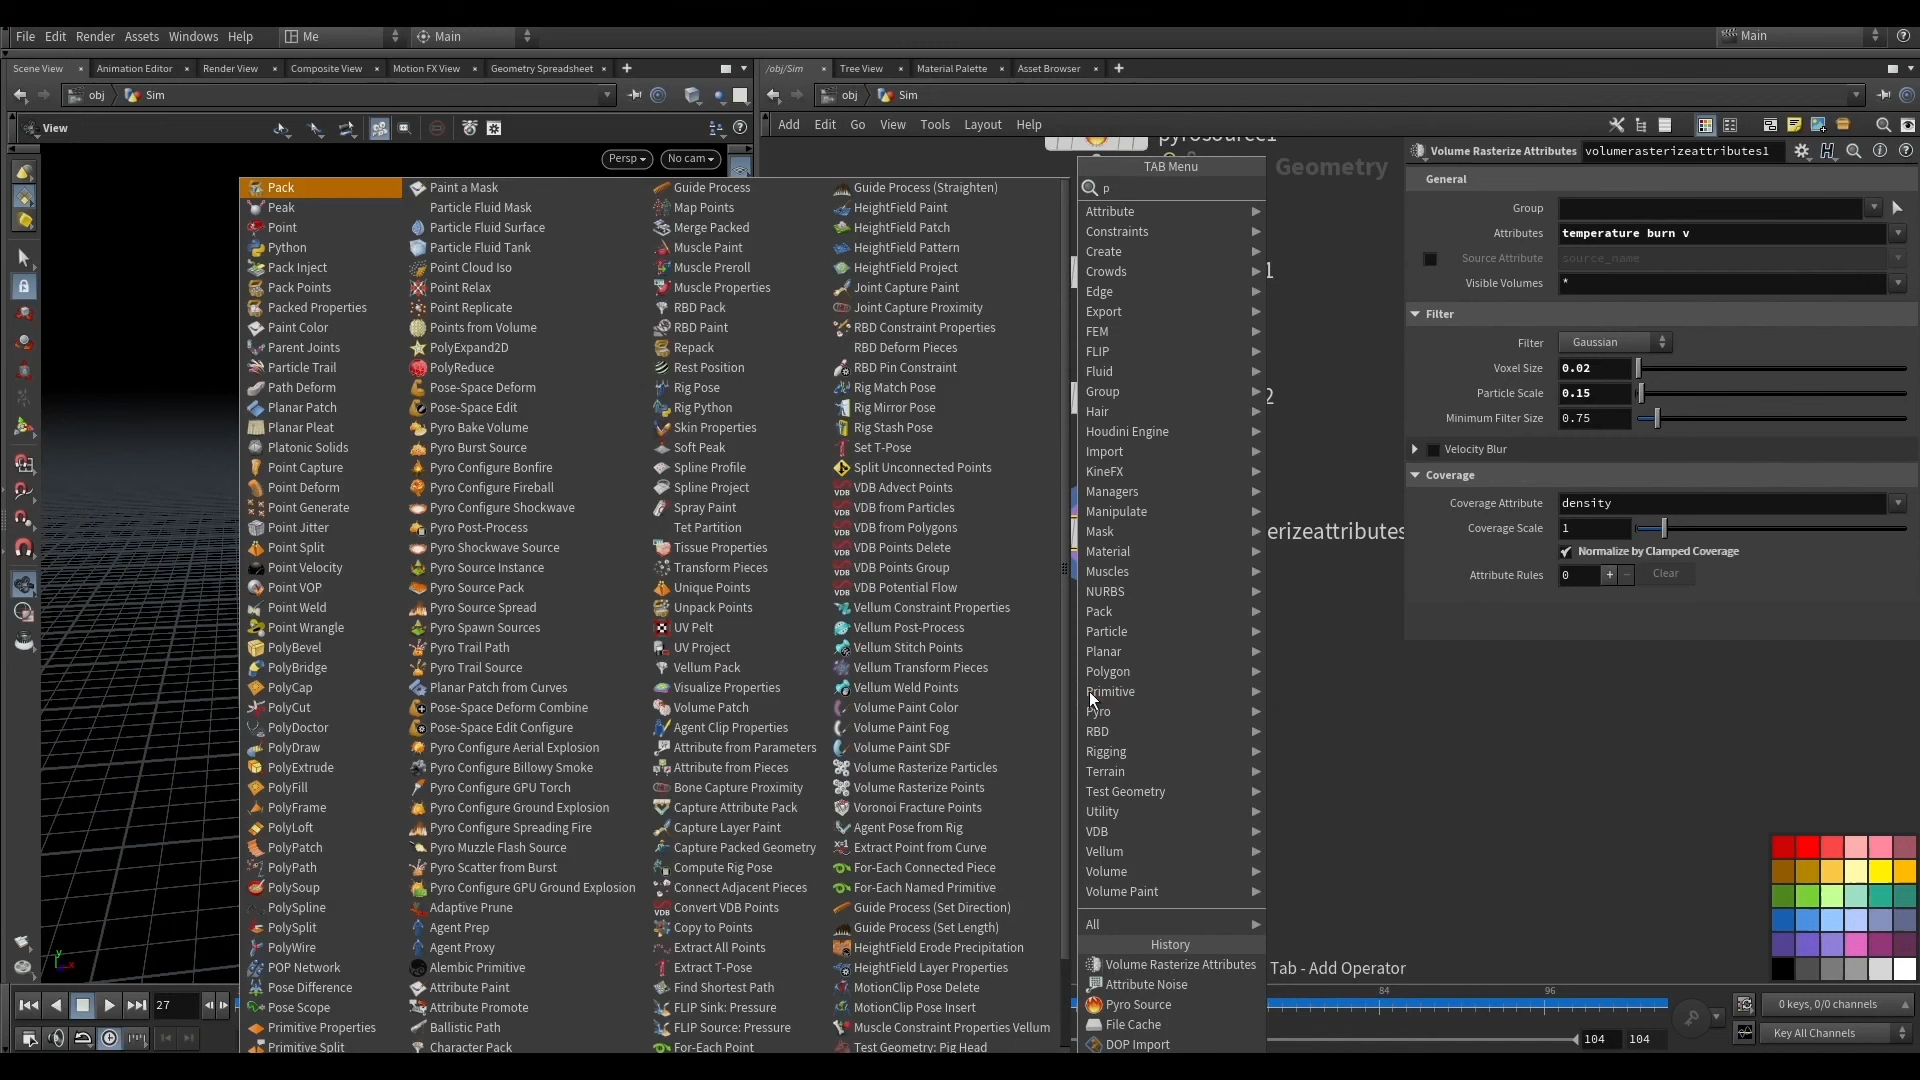 File Edit Render Assets Windows Help Me Main Main
Scene View Animation Editor Render View Composite View Motion FX View Geometry Spreadsheet
/obj/Sim Tree View Material Palette Asset Browser
obj Sim
obj Sim
View
Add Edit Go View Tools Layout Help
Persp No cam
pyrosource1
Geometry
Volume Rasterize Attributes volumerasterizeattributes1
General
Group
Attributes temperature burn v
Source Attribute source_name
Visible Volumes *
Filter
Filter Gaussian
Voxel Size 0.02
Particle Scale 0.15
Minimum Filter Size 0.75
Velocity Blur
Coverage
Coverage Attribute density
Coverage Scale 1
Normalize by Clamped Coverage
Attribute Rules 0 + - Clear
TAB Menu
p
Attribute
Constraints
Create
Crowds
Edge
Export
FEM
FLIP
Fluid
Group
Hair
Houdini Engine
Import
KineFX
Managers
Manipulate
Mask
Material
Muscles
NURBS
Pack
Particle
Planar
Polygon
Primitive
Pyro
RBD
Rigging
Terrain
Test Geometry
Utility
VDB
Vellum
Volume
Volume Paint
All
History
Volume Rasterize Attributes
Attribute Noise
Pyro Source
File Cache
DOP Import
1
2
erizeattributes
Tab - Add Operator
Pack
Peak
Point
Python
Pack Inject
Pack Points
Packed Properties
Paint Color
Parent Joints
Particle Trail
Path Deform
Planar Patch
Planar Pleat
Platonic Solids
Point Capture
Point Deform
Point Generate
Point Jitter
Point Split
Point Velocity
Point VOP
Point Weld
Point Wrangle
PolyBevel
PolyBridge
PolyCap
PolyCut
PolyDoctor
PolyDraw
PolyExtrude
PolyFill
PolyFrame
PolyLoft
PolyPatch
PolyPath
PolySoup
PolySpline
PolySplit
PolyWire
POP Network
Pose Difference
Pose Scope
Primitive Properties
Primitive Split
Paint a Mask
Particle Fluid Mask
Particle Fluid Surface
Particle Fluid Tank
Point Cloud Iso
Point Relax
Point Replicate
Points from Volume
PolyExpand2D
PolyReduce
Pose-Space Deform
Pose-Space Edit
Pyro Bake Volume
Pyro Burst Source
Pyro Configure Bonfire
Pyro Configure Fireball
Pyro Configure Shockwave
Pyro Post-Process
Pyro Shockwave Source
Pyro Source Instance
Pyro Source Pack
Pyro Source Spread
Pyro Spawn Sources
Pyro Trail Path
Pyro Trail Source
Planar Patch from Curves
Pose-Space Deform Combine
Pose-Space Edit Configure
Pyro Configure Aerial Explosion
Pyro Configure Billowy Smoke
Pyro Configure GPU Torch
Pyro Configure Ground Explosion
Pyro Configure Spreading Fire
Pyro Muzzle Flash Source
Pyro Scatter from Burst
Pyro Configure GPU Ground Explosion
Adaptive Prune
Agent Prep
Agent Proxy
Alembic Primitive
Attribute Paint
Attribute Promote
Ballistic Path
Character Pack
Guide Process
Map Points
Merge Packed
Muscle Paint
Muscle Preroll
Muscle Properties
RBD Pack
RBD Paint
Repack
Rest Position
Rig Pose
Rig Python
Skin Properties
Soft Peak
Spline Profile
Spline Project
Spray Paint
Tet Partition
Tissue Properties
Transform Pieces
Unique Points
Unpack Points
UV Pelt
UV Project
Vellum Pack
Visualize Properties
Volume Patch
Agent Clip Properties
Attribute from Parameters
Attribute from Pieces
Bone Capture Proximity
Capture Attribute Pack
Capture Layer Paint
Capture Packed Geometry
Compute Rig Pose
Connect Adjacent Pieces
Convert VDB Points
Copy to Points
Extract All Points
Extract T-Pose
Find Shortest Path
FLIP Sink: Pressure
FLIP Source: Pressure
For-Each Point
Guide Process (Straighten)
HeightField Paint
HeightField Patch
HeightField Pattern
HeightField Project
Joint Capture Paint
Joint Capture Proximity
RBD Constraint Properties
RBD Deform Pieces
RBD Pin Constraint
Rig Match Pose
Rig Mirror Pose
Rig Stash Pose
Set T-Pose
Split Unconnected Points
VDB Advect Points
VDB from Particles
VDB from Polygons
VDB Points Delete
VDB Points Group
VDB Potential Flow
Vellum Constraint Properties
Vellum Post-Process
Vellum Stitch Points
Vellum Transform Pieces
Vellum Weld Points
Volume Paint Color
Volume Paint Fog
Volume Paint SDF
Volume Rasterize Particles
Volume Rasterize Points
Voronoi Fracture Points
Agent Pose from Rig
Extract Point from Curve
For-Each Connected Piece
For-Each Named Primitive
Guide Process (Set Direction)
Guide Process (Set Length)
HeightField Erode Precipitation
HeightField Layer Properties
MotionClip Pose Delete
MotionClip Pose Insert
Muscle Constraint Properties Vellum
Test Geometry: Pig Head
y x
27
84 96
0 keys, 0/0 channels
104 104 Key All Channels